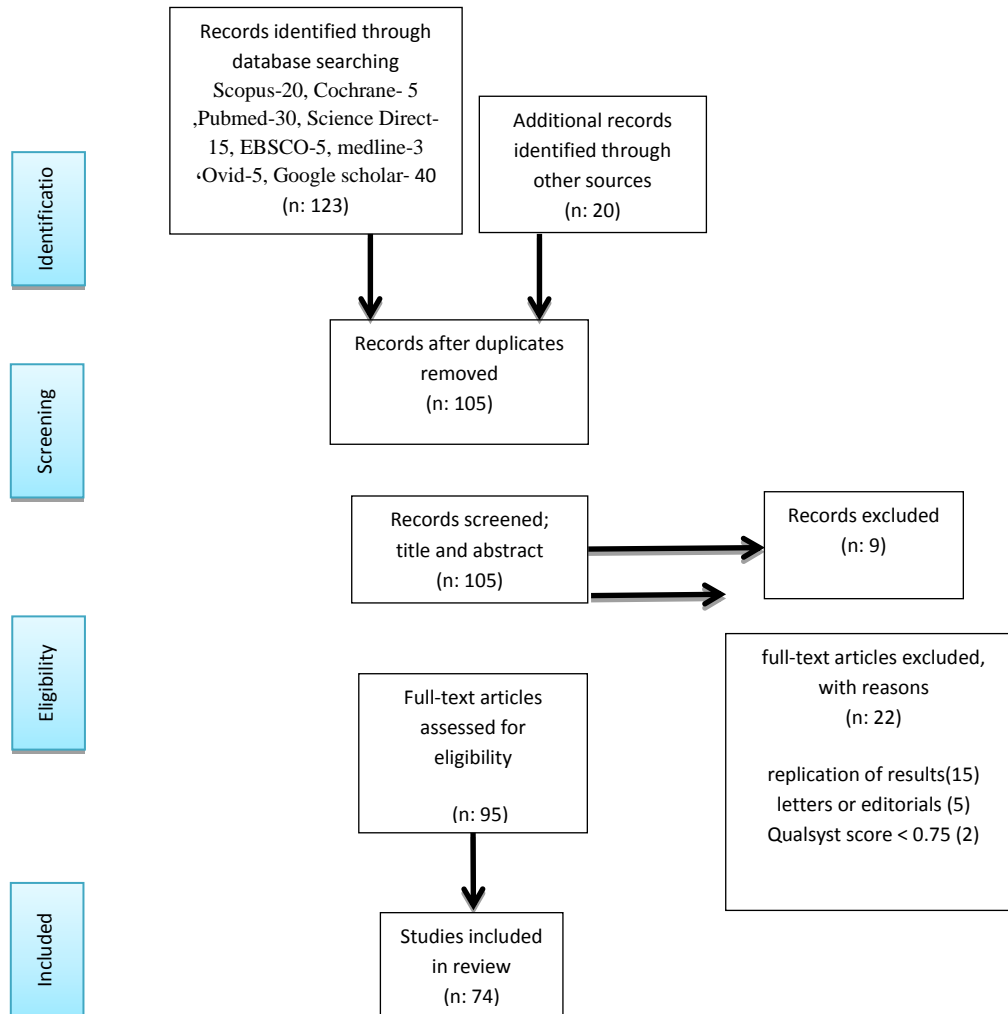 Records identified through
database searching
Scopus-20, Cochrane- 5
,Pubmed-30, Science Direct-
15, EBSCO-5, medline-3
،Ovid-5, Google scholar- 40
(n: 123)
Additional records
identified through
other sources
(n: 20)
Identificatio
Records after duplicates
removed
(n: 105)
Screening
Records screened;
title and abstract
(n: 105)
Records excluded
(n: 9)
Eligibility
Full-text articles
assessed for
eligibility
(n: 95)
full-text articles excluded,
with reasons
(n: 22)
replication of results(15)
letters or editorials (5)
Qualsyst score < 0.75 (2)
Included
Studies included
in review
(n: 74)